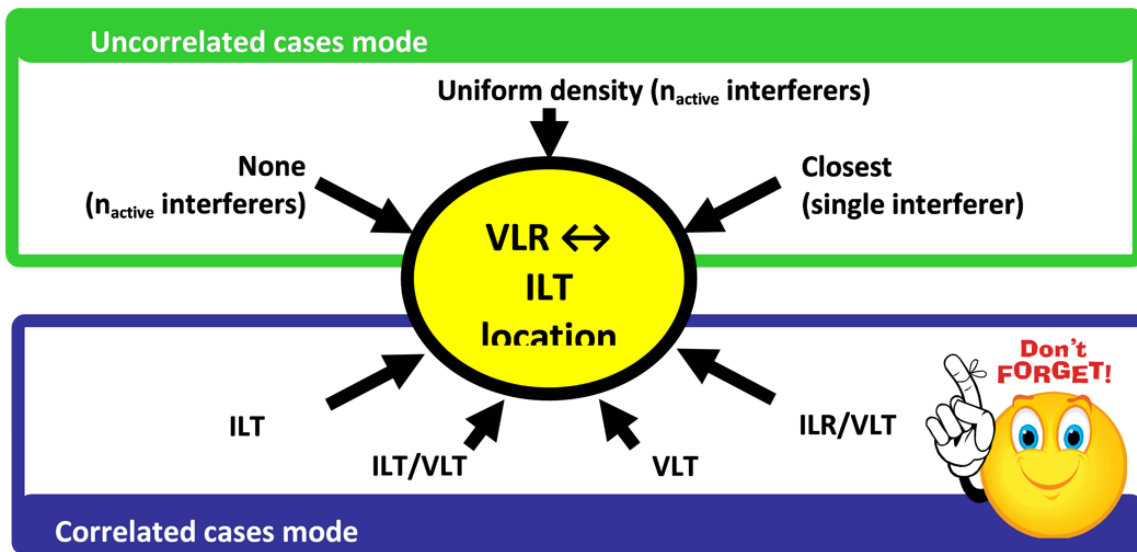 Uncorrelated cases mode
Uniform density (nactive interferers)
None
(nactive interferers)
Closest
(single interferer)
VLR ↔
ILT
location
Don't
FORGET!
ILT
ILR/VLT
ILT/VLT
VLT
Correlated cases mode